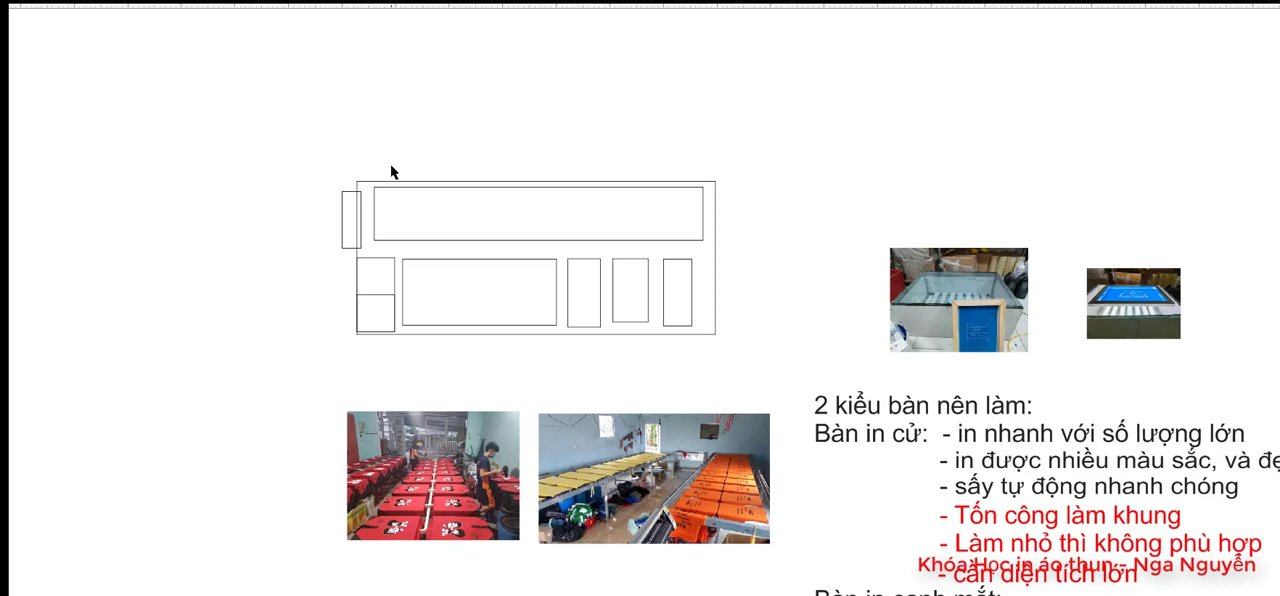 2 kiểu bàn nên làm:
Bàn in cử: - in nhanh với số lượng lớn
- in được nhiều màu sắc, và đẹ
- sấy tự động nhanh chóng
- Tốn công làm khung
- Làm nhỏ thì không phù hợp
- cần diện tích lớn
Khóa Học in áo thun - Nga Nguyễn